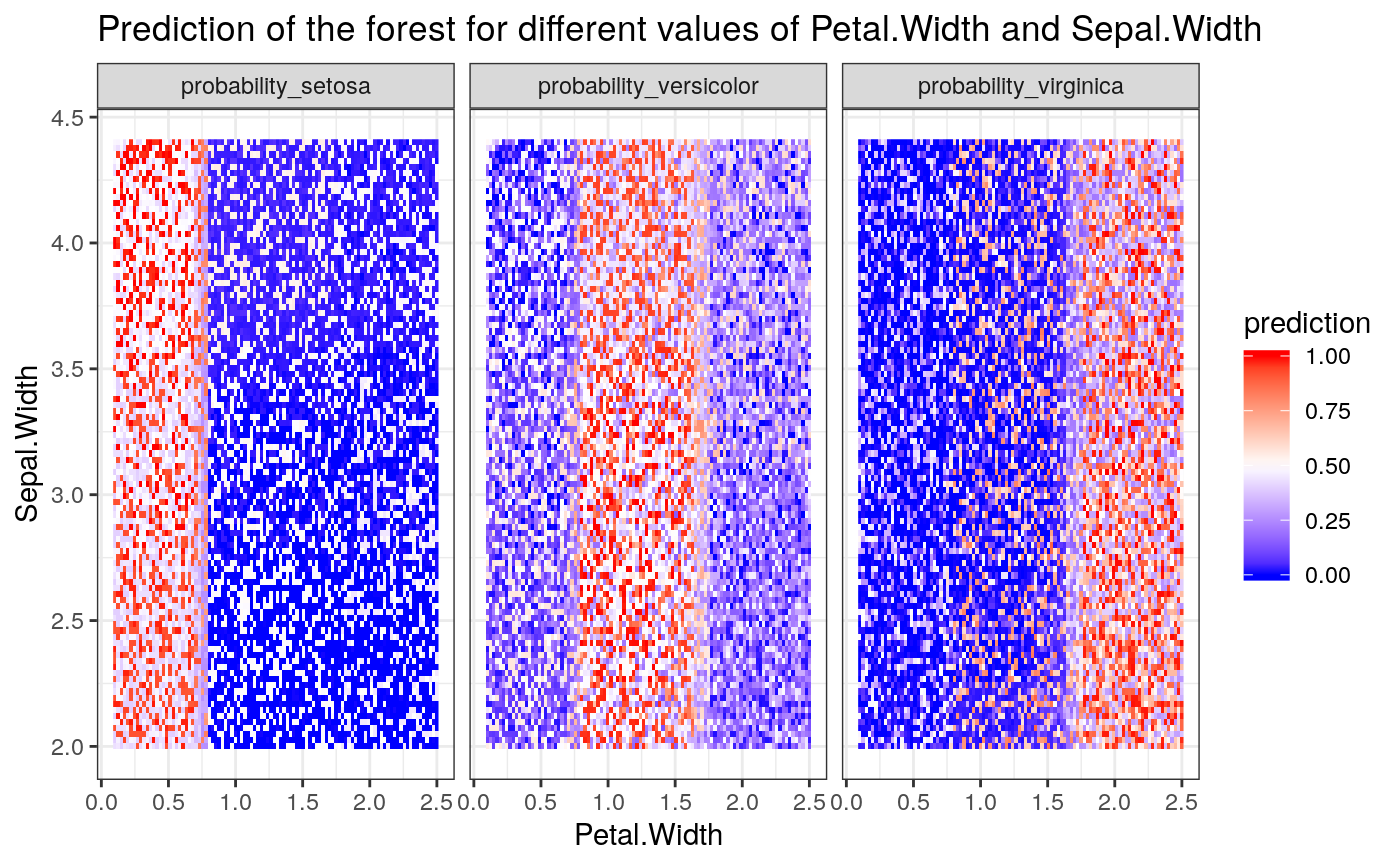 Prediction of the forest for different values of Petal.Width and Sepal.Width
probability_setosa probability_versicolor probability_virginica
4.5
4.0
3.5
3.0
2.5
2.0
Sepal.Width
0.0 0.5 1.0 1.5 2.0 2.5 0.0 0.5 1.0 1.5 2.0 2.5 0.0 0.5 1.0 1.5 2.0 2.5
Petal.Width
prediction
1.00
0.75
0.50
0.25
0.00